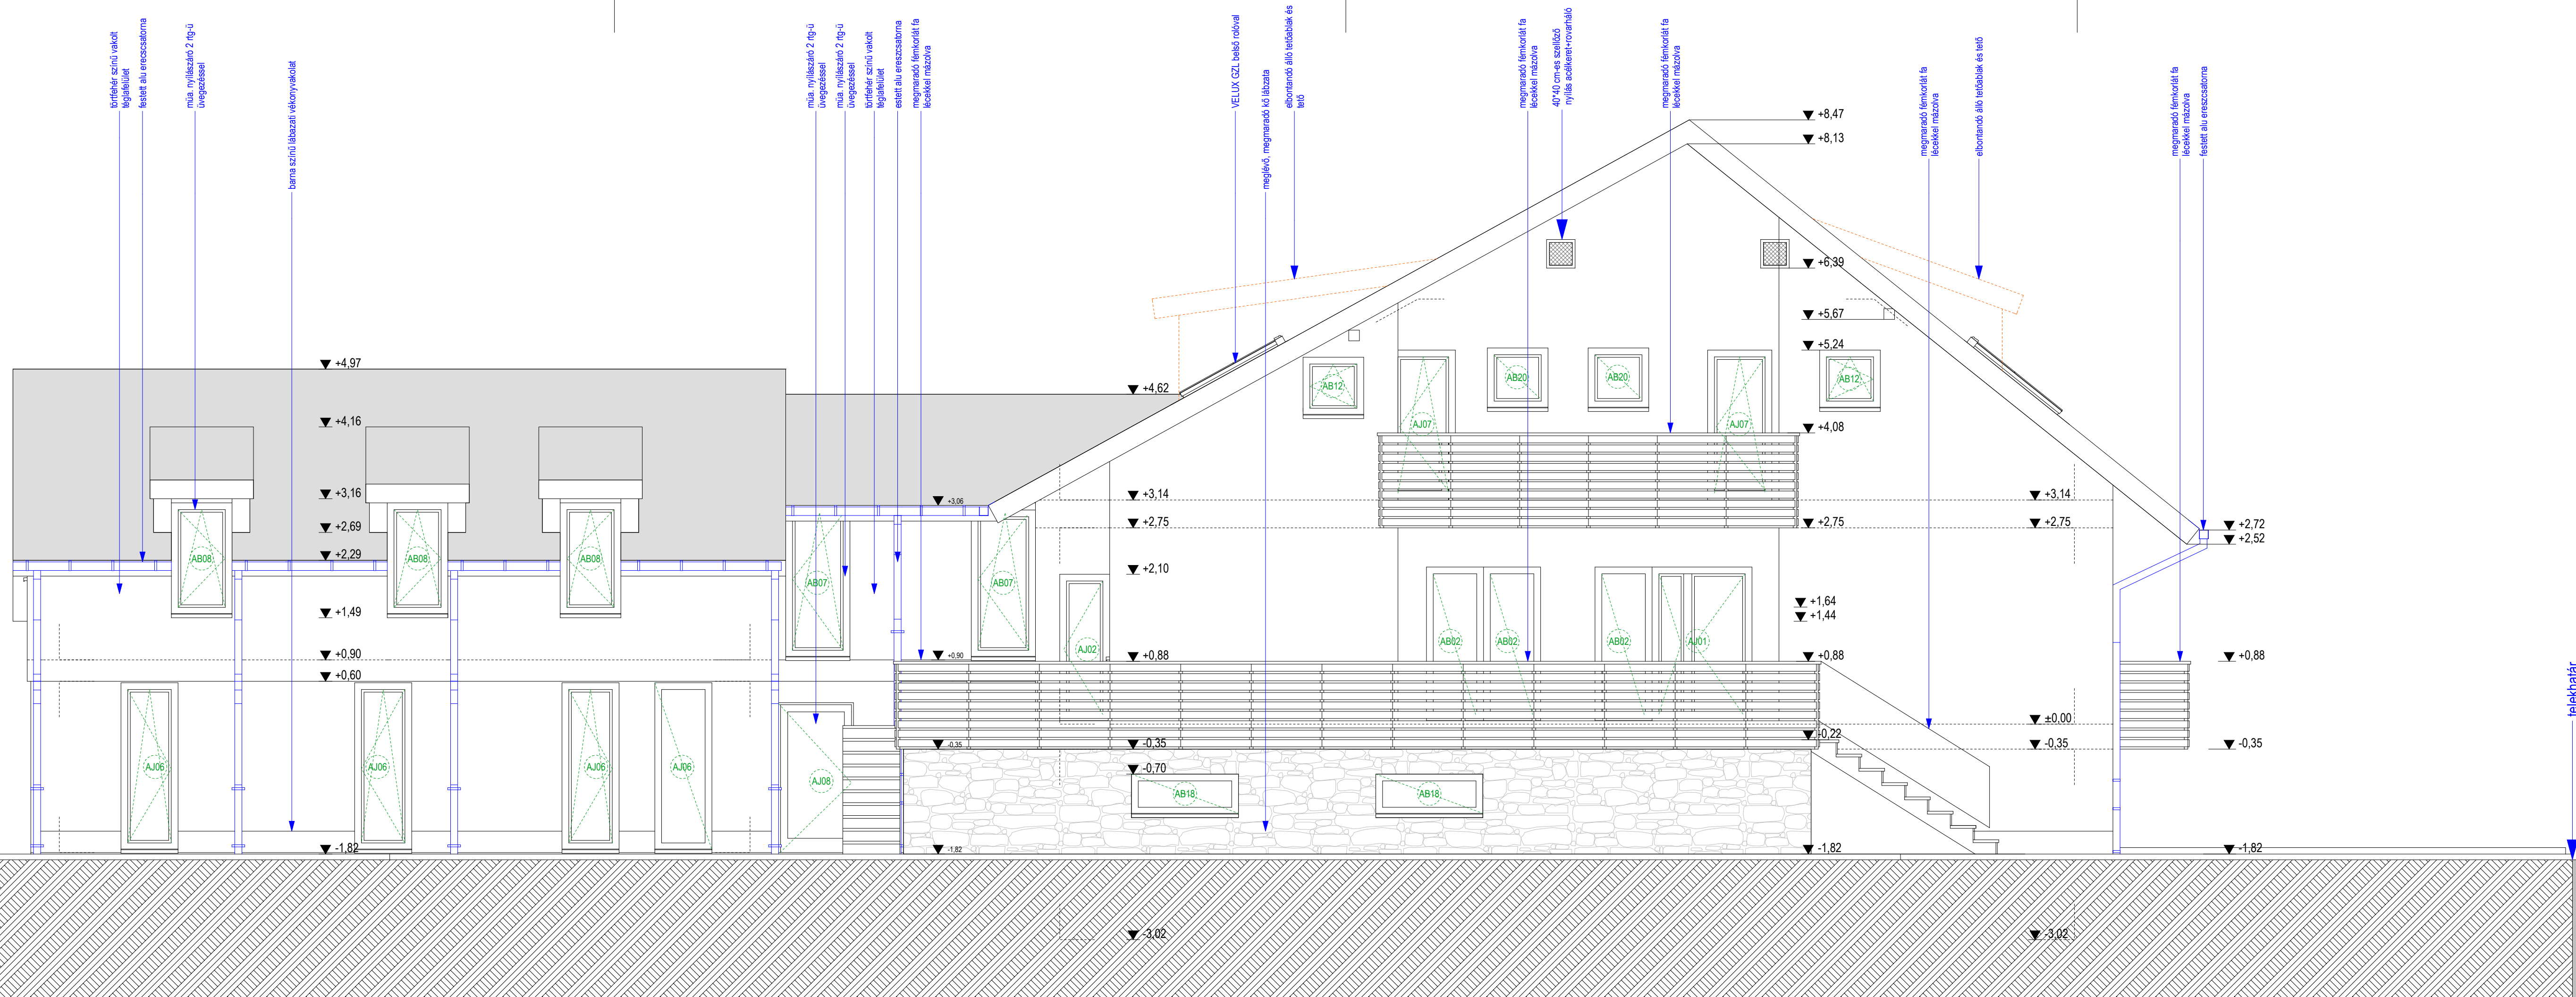 törtfehér színű vakolt
téglafelület
festett alu erecscsatorna
műa. nyílászáró 2 rtg-ű
üvegezéssel
barna színű lábazati vékonyvakolat
műa. nyílászáró 2 rtg-ű
üvegezéssel
műa. nyílászáró 2 rtg-ű
üvegezéssel
törtfehér színű vakolt
téglafelület
estett alu ereszcsatorna
megmaradó fémkorlát fa
lécekkel mázolva
VELUX GZL belső rolóval
meglévő, megmaradó kő lábazata
elbontandó álló tetőablak és
tető
megmaradó fémkorlát fa
lécekkel mázolva
40*40 cm-es szellőző
nyílás acélkeret+rovarháló
megmaradó fémkorlát fa
lécekkel mázolva
megmaradó fémkorlát fa
lécekkel mázolva
elbontandó álló tetőablak és tető
megmaradó fémkorlát fa
lécekkel mázolva
festett alu ereszcsatorna
telekhatár
+8,47
+8,13
+6,39
+5,67
+5,24
+4,08
+2,75
+1,64
+1,44
+0,88
-0,22
-1,82
+4,97
+4,16
+3,16
+2,69
+2,29
+1,49
+0,90
+0,60
-1,82
+3,06
+0,90
-0,35
-1,82
+4,62
+3,14
+2,75
+2,10
+0,88
-0,35
-0,70
-3,02
+3,14
+2,75
±0,00
-0,35
-3,02
+2,72
+2,52
+0,88
-0,35
-1,82
AB08
AB08
AB08
AB07
AB07
AB12
AJ07
AB20
AB20
AJ07
AB12
AJ02
AB02
AB02
AB02
AJ01
AJ06
AJ06
AJ06
AJ06
AJ08
AB18
AB18